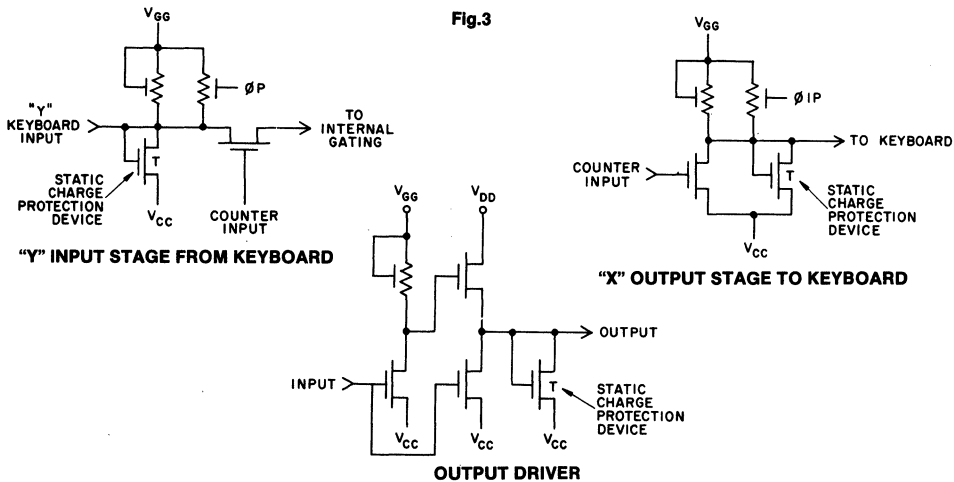 Fig.3
VGG
øP
"Y"
KEYBOARD
INPUT
TO
INTERNAL
GATING
T
STATIC
CHARGE
PROTECTION
DEVICE
VCC
COUNTER
INPUT
"Y" INPUT STAGE FROM KEYBOARD
VGG
ø1P
TO KEYBOARD
COUNTER
INPUT
T
STATIC
CHARGE
PROTECTION
DEVICE
VCC
"X" OUTPUT STAGE TO KEYBOARD
VGG
VDD
OUTPUT
INPUT
T
STATIC
CHARGE
PROTECTION
DEVICE
VCC
VCC
VCC
OUTPUT DRIVER